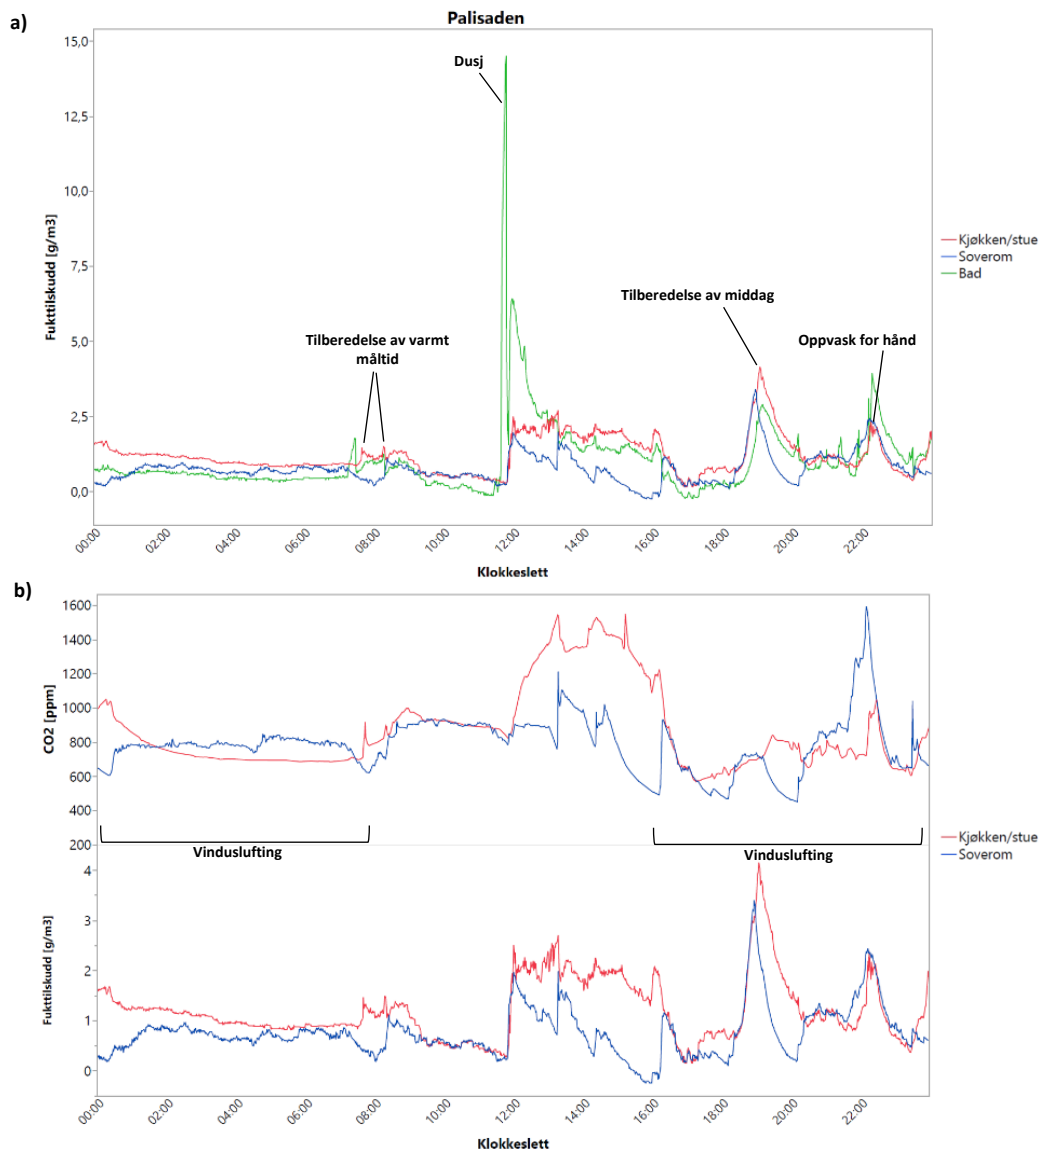 a)
Palisaden
15,0
12,5
10,0
7,5
5,0
2,5
0,0
Fukttilskudd [g/m3]
Dusj
Tilberedelse av varmt
måltid
Tilberedelse av middag
Oppvask for hånd
Kjøkken/stue
Soverom
Bad
00:00
02:00
04:00
06:00
08:00
10:00
12:00
14:00
16:00
18:00
20:00
22:00
Klokkeslett
b)
1600
1400
1200
1000
800
600
400
200
CO2 [ppm]
Vinduslufting
Vinduslufting
Kjøkken/stue
Soverom
4
3
2
1
0
Fukttilskudd [g/m3]
00:00
02:00
04:00
06:00
08:00
10:00
12:00
14:00
16:00
18:00
20:00
22:00
Klokkeslett